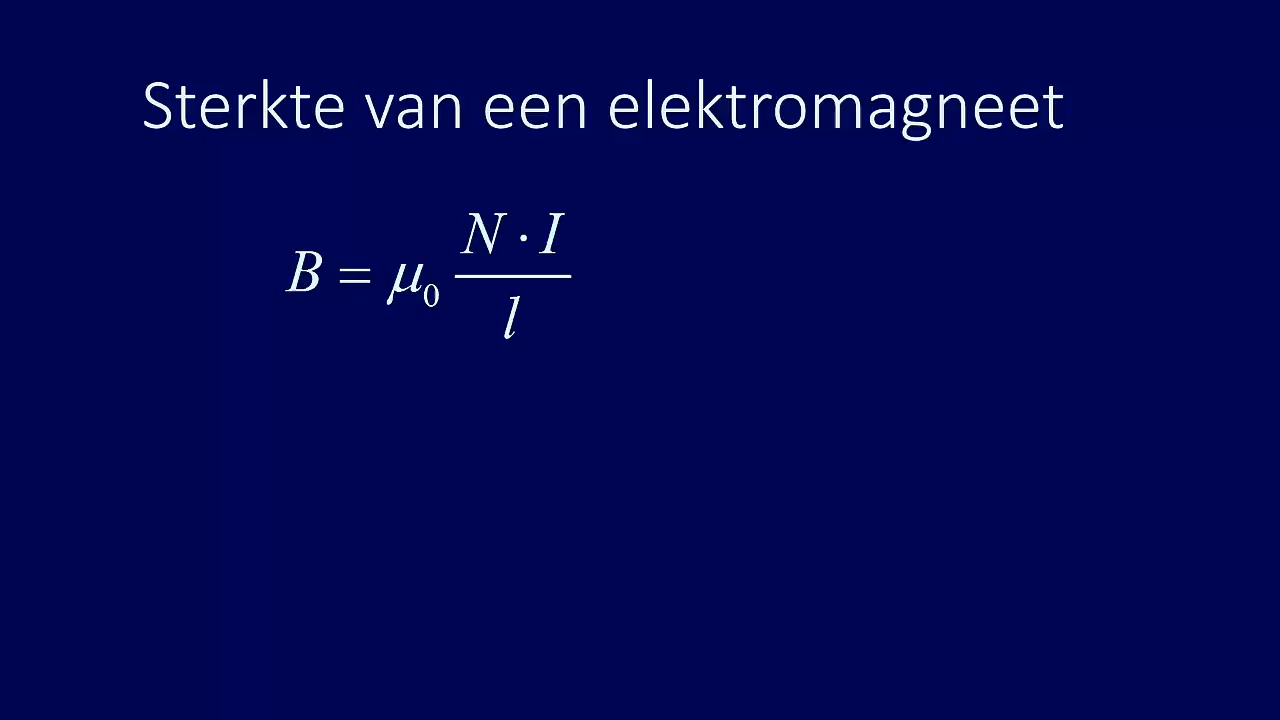 Sterkte van een elektromagneet
B = μ₀ N · I / l